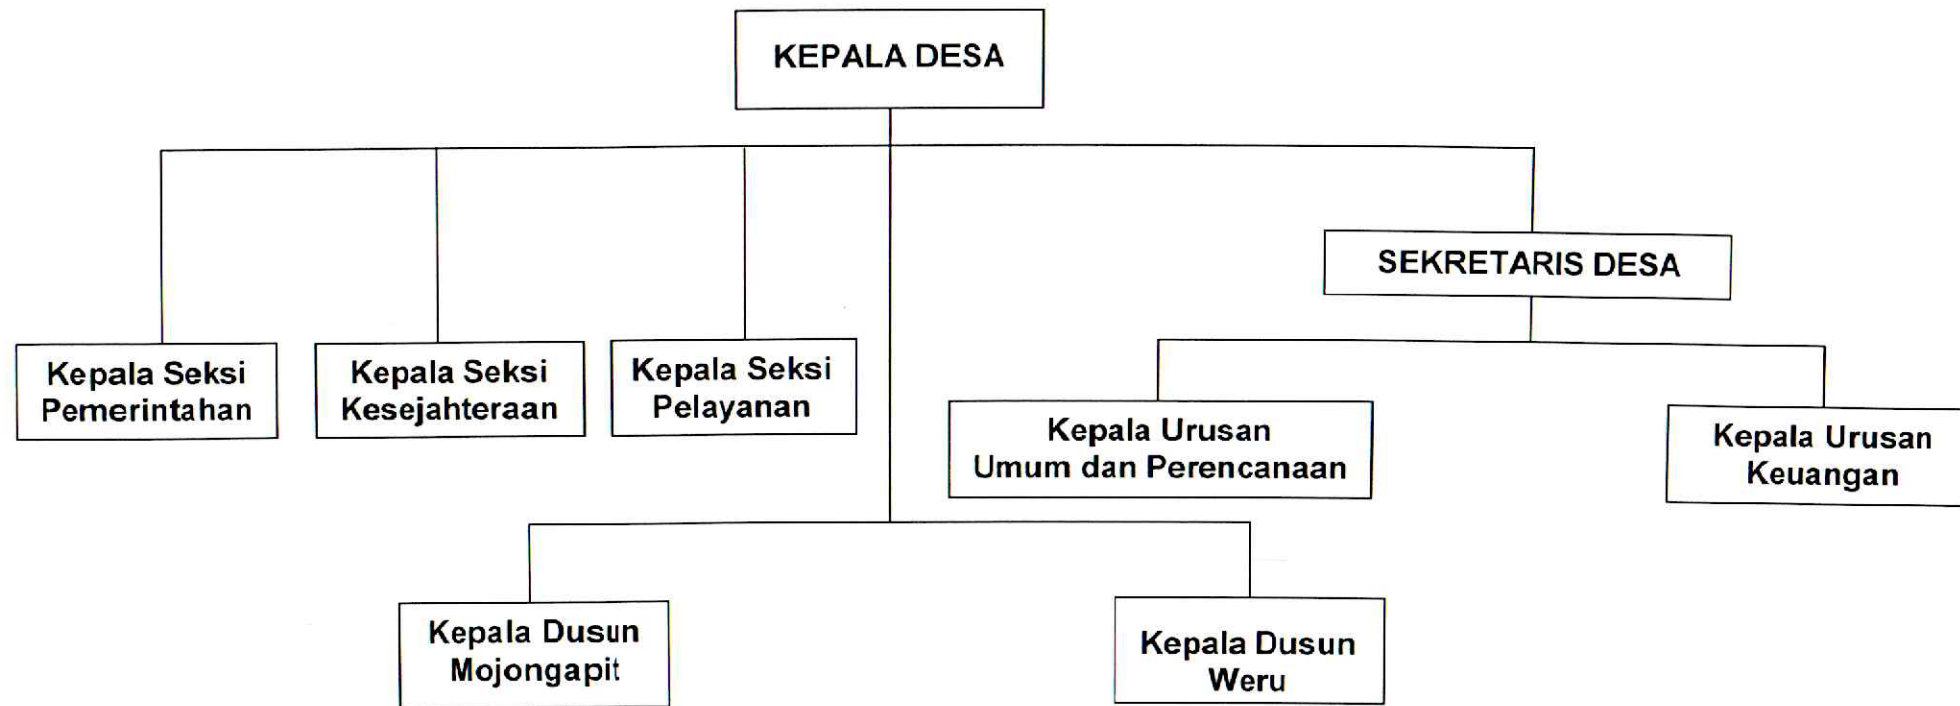 KEPALA DESA
SEKRETARIS DESA
Kepala Seksi
Pemerintahan
Kepala Seksi
Kesejahteraan
Kepala Seksi
Pelayanan
Kepala Urusan
Umum dan Perencanaan
Kepala Urusan
Keuangan
Kepala Dusun
Mojongapit
Kepala Dusun
Weru